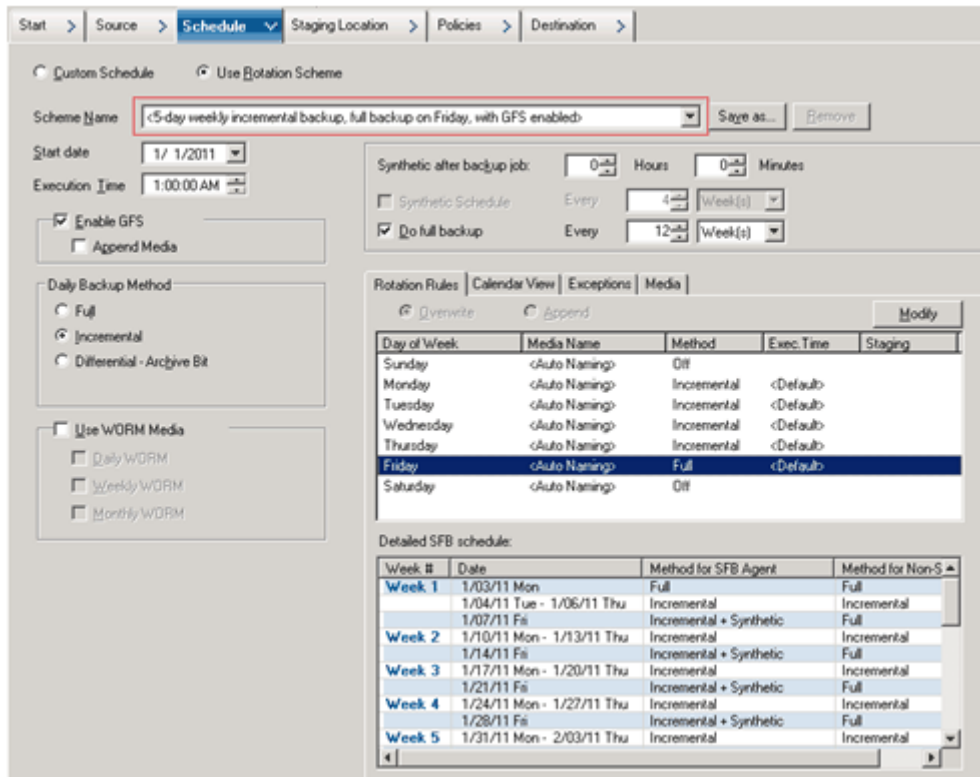 Start > Source > Schedule Staging Location > Policies > Destination >
Custom Schedule Use Rotation Scheme
Scheme Name <5-day weekly incremental backup, full backup on Friday, with GFS enabled> Save as... Remove
Start date 1/ 1/2011
Execution Time 1:00:00 AM
Enable GFS
Append Media
Daily Backup Method
Full
Incremental
Differential - Archive Bit
Use WORM Media
Daily WORM
Weekly WORM
Monthly WORM
Synthetic after backup job: 0 Hours 0 Minutes
Synthetic Schedule Every 4 Week(s)
Do full backup Every 12 Week(s)
Rotation Rules Calendar View Exceptions Media
Overwrite Append Modify
Day of Week Media Name Method Exec.Time Staging
Sunday <Auto Naming> Off
Monday <Auto Naming> Incremental <Default>
Tuesday <Auto Naming> Incremental <Default>
Wednesday <Auto Naming> Incremental <Default>
Thursday <Auto Naming> Incremental <Default>
Friday <Auto Naming> Full <Default>
Saturday <Auto Naming> Off
Detailed SFB schedule:
Week # Date Method for SFB Agent Method for Non-S
Week 1 1/03/11 Mon Full Full
1/04/11 Tue - 1/06/11 Thu Incremental Incremental
1/07/11 Fri Incremental + Synthetic Full
Week 2 1/10/11 Mon - 1/13/11 Thu Incremental Incremental
1/14/11 Fri Incremental + Synthetic Full
Week 3 1/17/11 Mon - 1/20/11 Thu Incremental Incremental
1/21/11 Fri Incremental + Synthetic Full
Week 4 1/24/11 Mon - 1/27/11 Thu Incremental Incremental
1/28/11 Fri Incremental + Synthetic Full
Week 5 1/31/11 Mon - 2/03/11 Thu Incremental Incremental